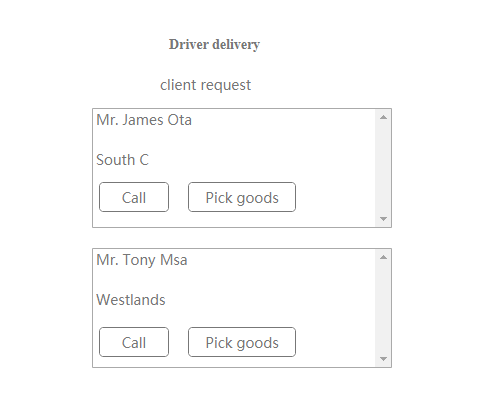 Driver delivery
client request
Mr. James Ota
South C
Call Pick goods
Mr. Tony Msa
Westlands
Call Pick goods